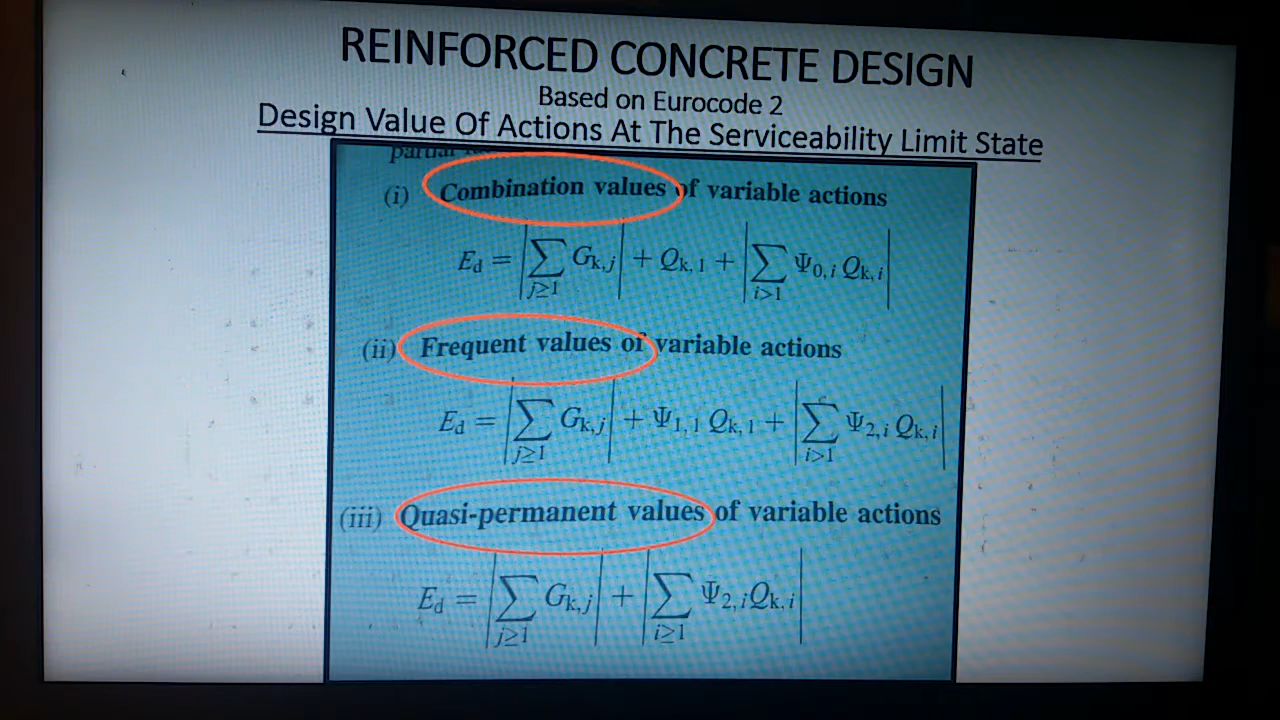 REINFORCED CONCRETE DESIGN
Based on Eurocode 2
Design Value Of Actions At The Serviceability Limit State
partial
(i) Combination values of variable actions
E_d = |∑_{j≥1} G_{k,j}| + Q_{k,1} + |∑_{i>1} Ψ_{0,i} Q_{k,i}|
(ii) Frequent values of variable actions
E_d = |∑_{j≥1} G_{k,j}| + Ψ_{1,1} Q_{k,1} + |∑_{i>1} Ψ_{2,i} Q_{k,i}|
(iii) Quasi-permanent values of variable actions
E_d = |∑_{j≥1} G_{k,j}| + |∑_{i≥1} Ψ_{2,i} Q_{k,i}|